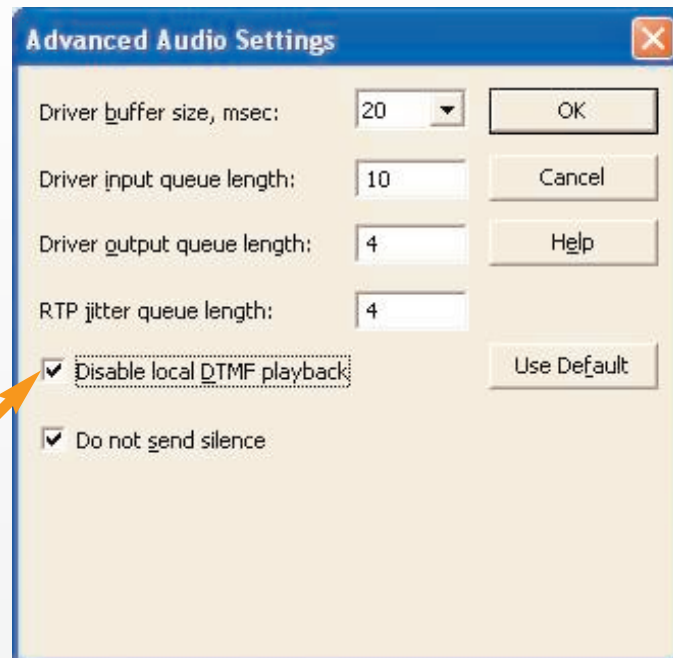 Advanced Audio Settings
Driver buffer size, msec: 20 OK
Driver input queue length: 10 Cancel
Driver output queue length: 4 Help
RTP jitter queue length: 4
Disable local DTMF playback Use Default
Do not send silence